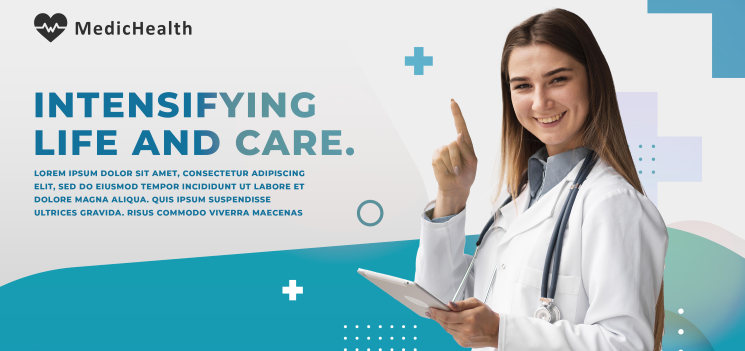 MedicHealth
INTENSIFYING
LIFE AND CARE.
LOREM IPSUM DOLOR SIT AMET, CONSECTETUR ADIPISCING
ELIT, SED DO EIUSMOD TEMPOR INCIDIDUNT UT LABORE ET
DOLORE MAGNA ALIQUA. QUIS IPSUM SUSPENDISSE
ULTRICES GRAVIDA. RISUS COMMODO VIVERRA MAECENAS